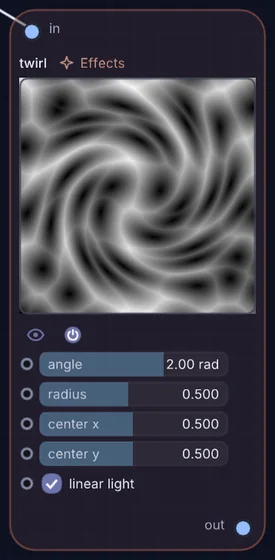 in
twirl Effects
angle 2.00 rad
radius 0.500
center x 0.500
center y 0.500
linear light
out